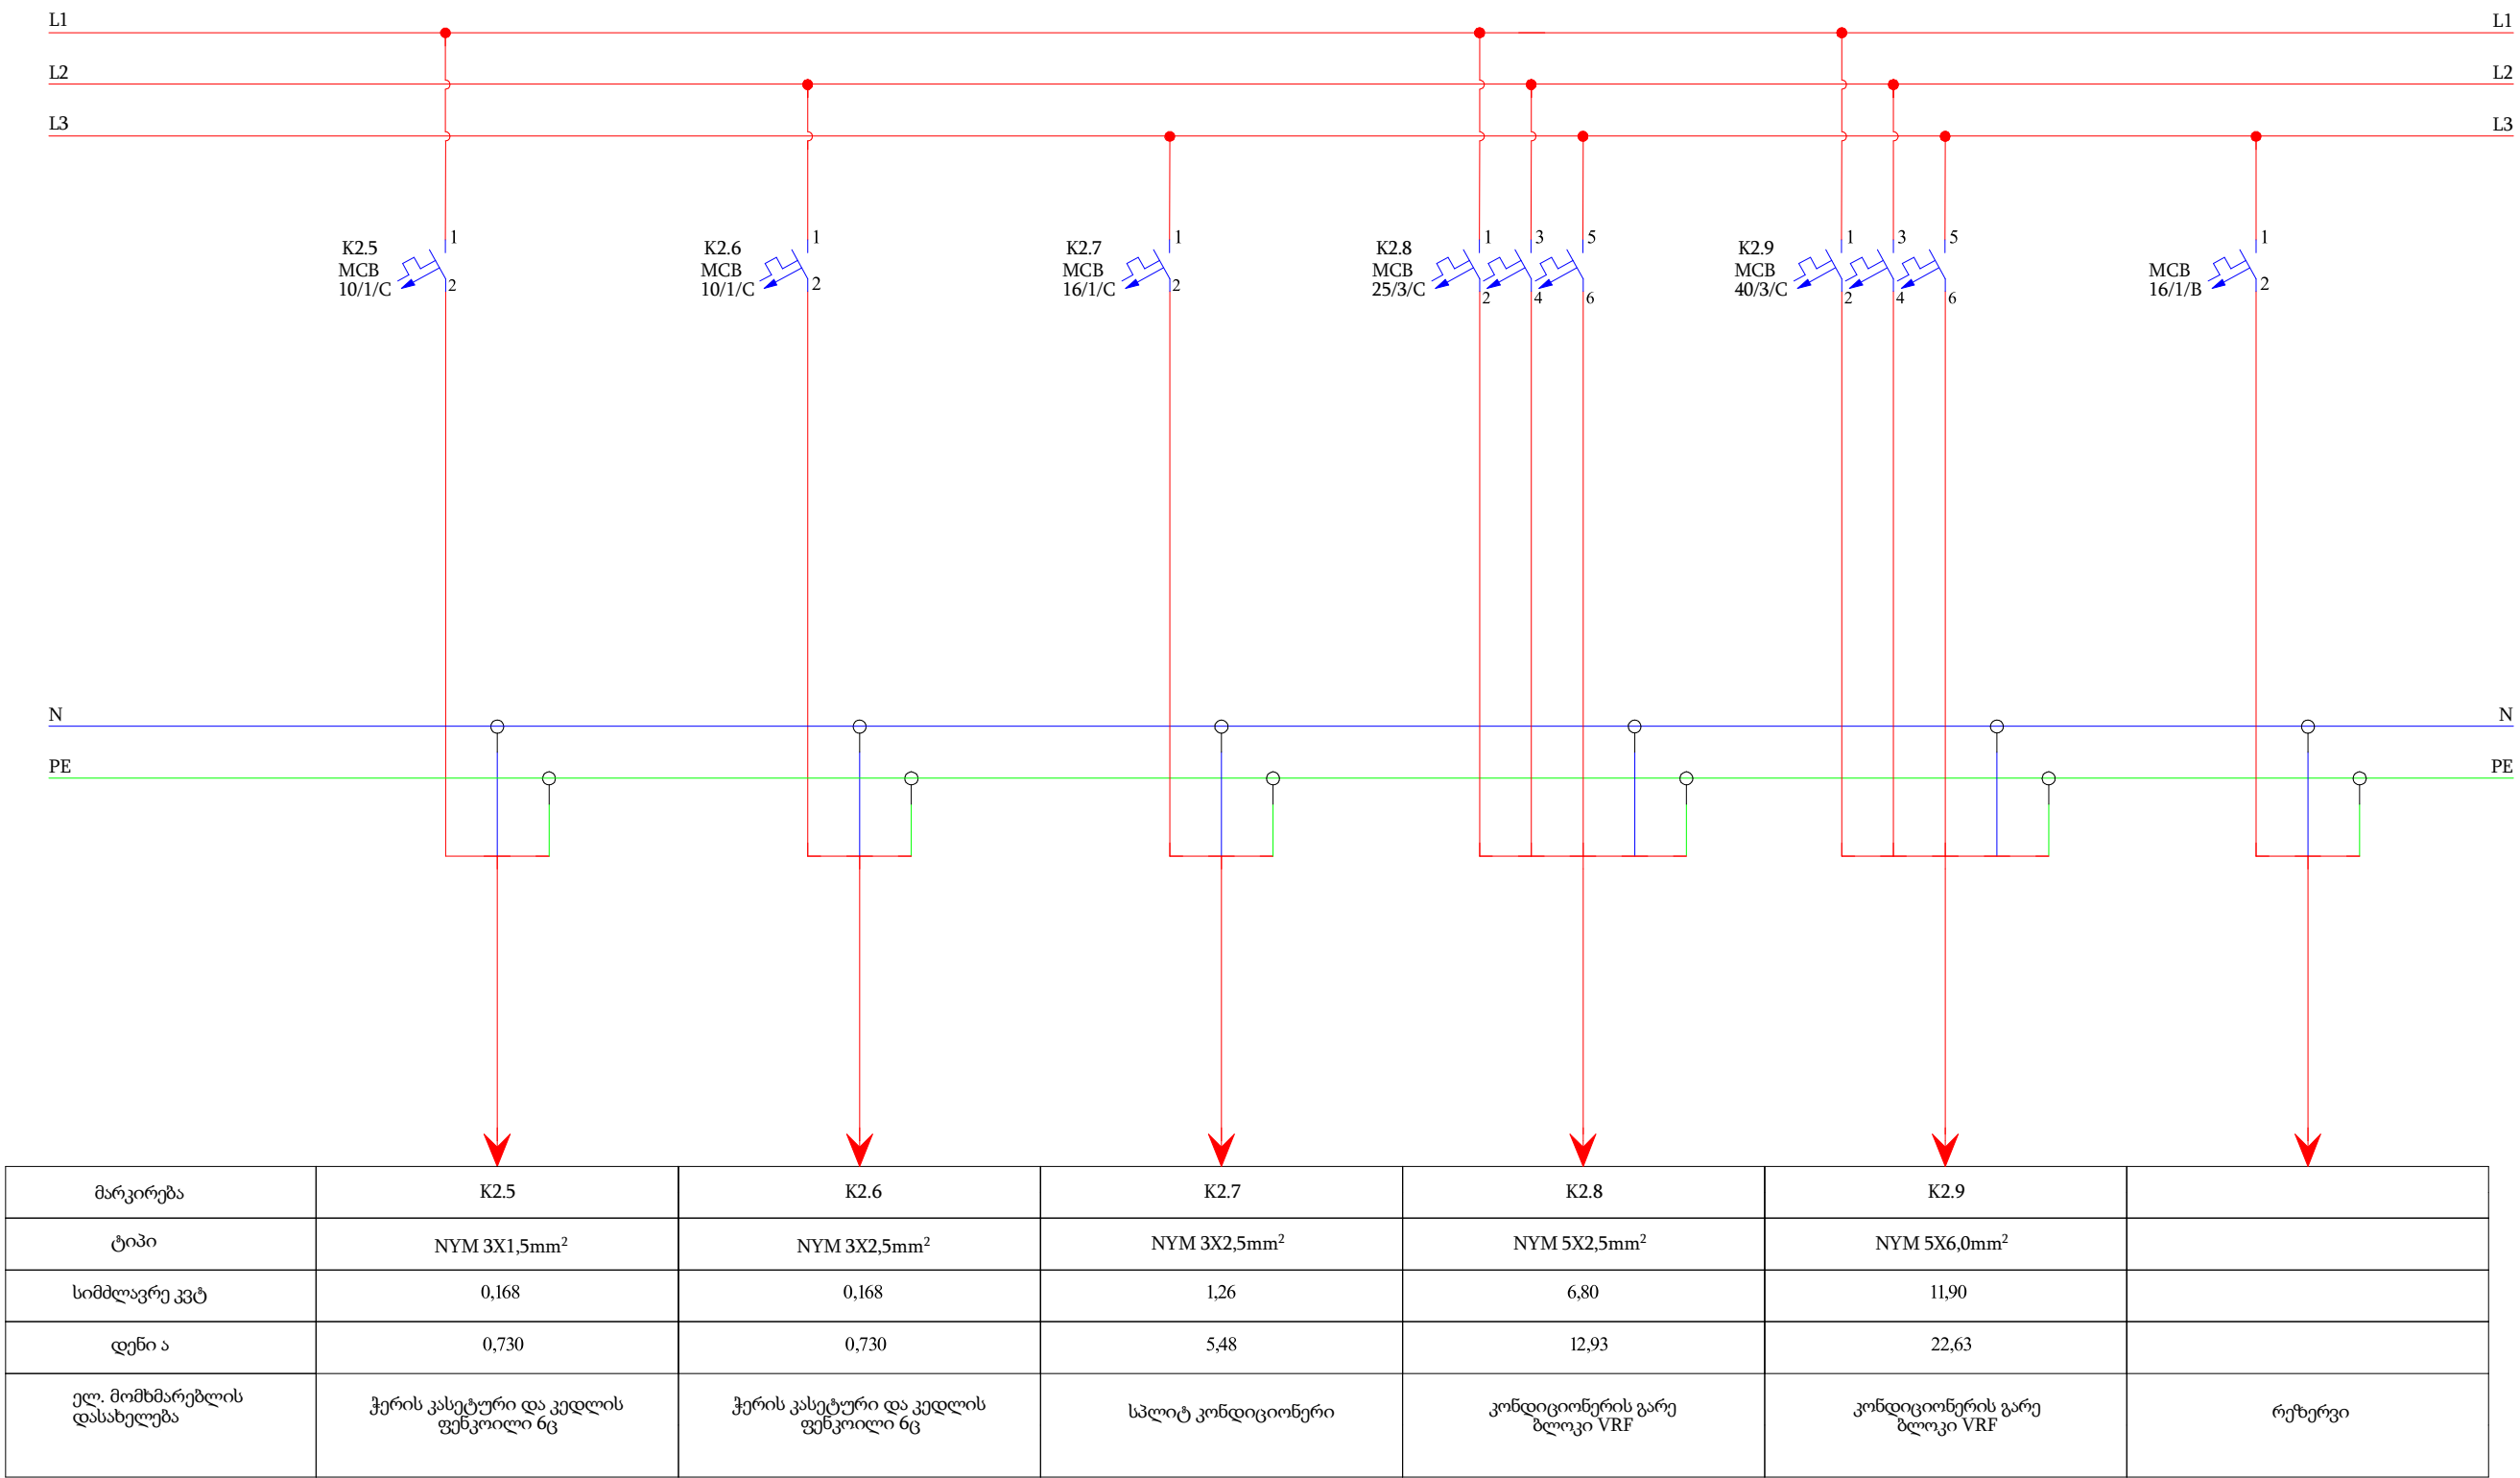 L1 L1
L2 L2
L3 L3
1 1 1 1 3 5 1 3 5 1
K2.5 K2.6 K2.7 K2.8 K2.9
MCB MCB MCB MCB MCB MCB
10/1/C 10/1/C 16/1/C 25/3/C 40/3/C 16/1/B
2 2 2 2 4 6 2 4 6 2
N N
PE PE
მარკირება K2.5 K2.6 K2.7 K2.8 K2.9
ტიპი NYM 3X1,5mm² NYM 3X2,5mm² NYM 3X2,5mm² NYM 5X2,5mm² NYM 5X6,0mm²
სიმძლავრე კვტ 0,168 0,168 1,26 6,80 11,90
დენი ა 0,730 0,730 5,48 12,93 22,63
ელ. მომხმარებლის
დასახელება
ჭერის კასეტური და კედლის
ფენკოილი 6ც
ჭერის კასეტური და კედლის
ფენკოილი 6ც
სპლიტ კონდიციონერი
კონდიციონერის გარე
ბლოკი VRF
კონდიციონერის გარე
ბლოკი VRF
რეზერვი